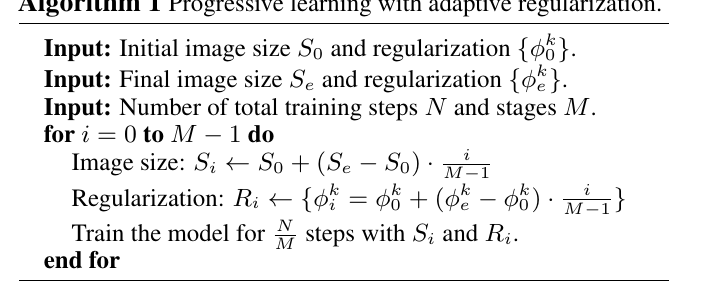 Algorithm 1 Progressive learning with adaptive regularization.
Input: Initial image size $S_0$ and regularization $\{\phi_0^k\}$.
Input: Final image size $S_e$ and regularization $\{\phi_e^k\}$.
Input: Number of total training steps $N$ and stages $M$.
for $i = 0$ to $M - 1$ do
Image size: $S_i \leftarrow S_0 + (S_e - S_0) \cdot \frac{i}{M-1}$
Regularization: $R_i \leftarrow \{\phi_i^k = \phi_0^k + (\phi_e^k - \phi_0^k) \cdot \frac{i}{M-1}\}$
Train the model for $\frac{N}{M}$ steps with $S_i$ and $R_i$.
end for